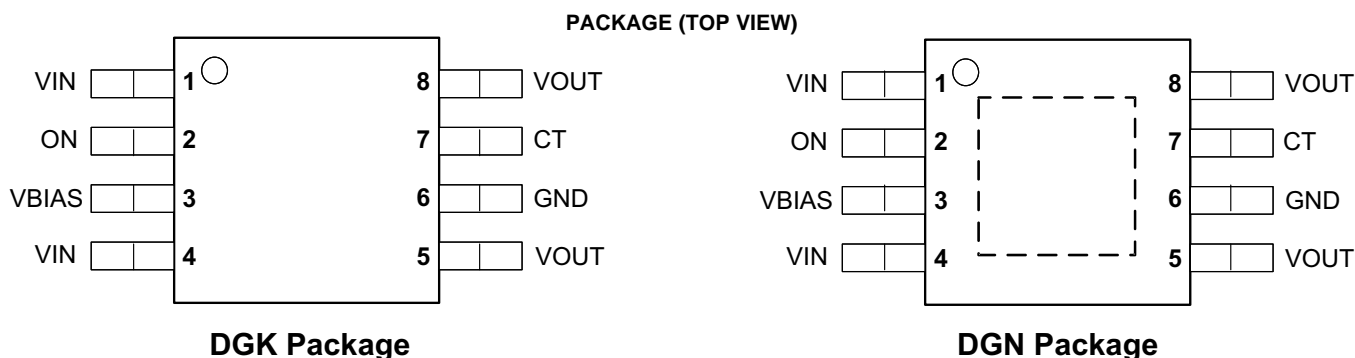 PACKAGE (TOP VIEW)
VIN 1 8 VOUT
ON 2 7 CT
VBIAS 3 6 GND
VIN 4 5 VOUT
DGK Package
VIN 1 8 VOUT
ON 2 7 CT
VBIAS 3 6 GND
VIN 4 5 VOUT
DGN Package